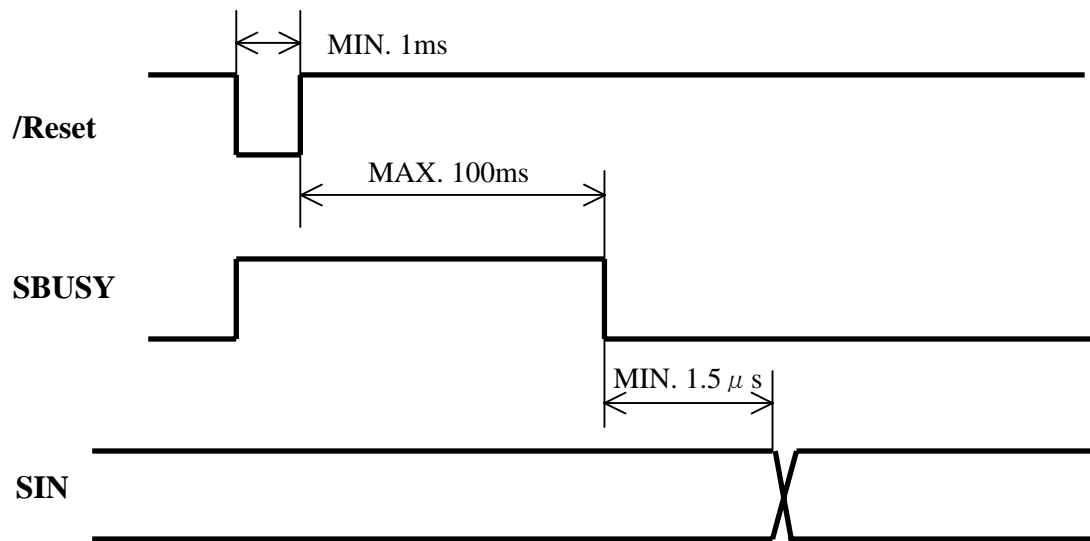 MIN. 1ms
/Reset
MAX. 100ms
SBUSY
MIN. 1.5 μ s
SIN